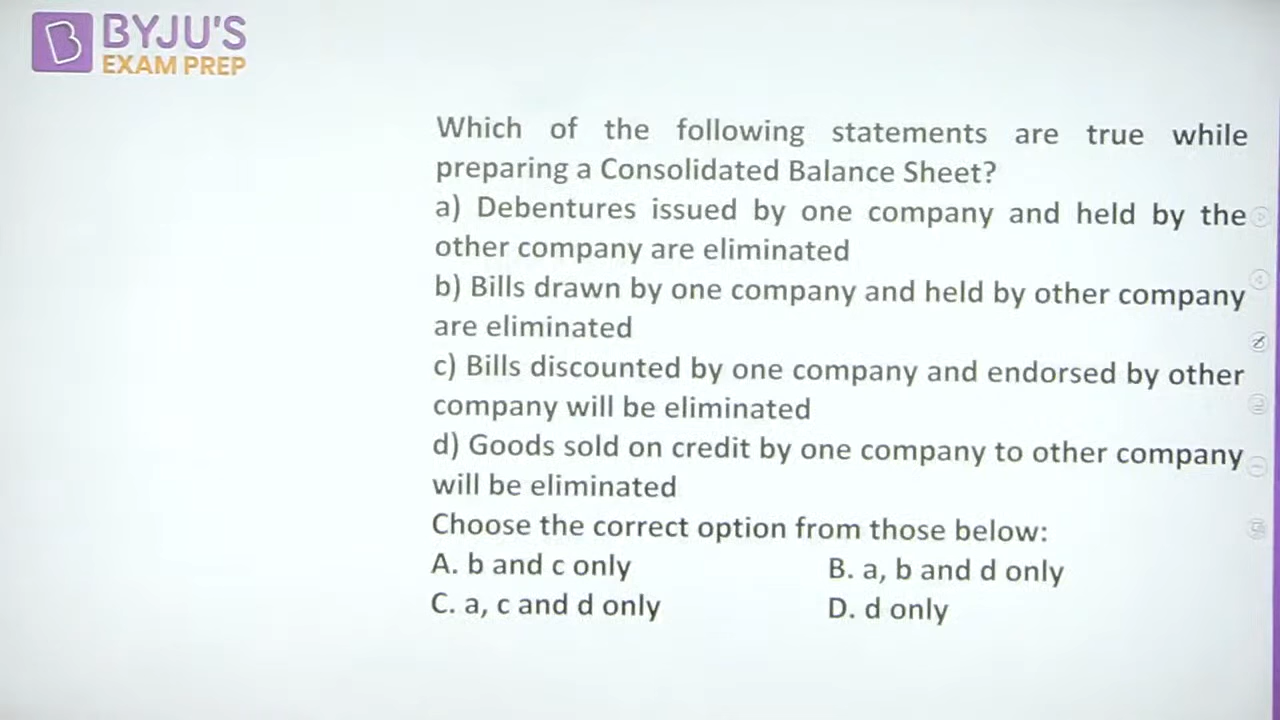 BYJU'S
EXAM PREP
Which of the following statements are true while
preparing a Consolidated Balance Sheet?
a) Debentures issued by one company and held by the
other company are eliminated
b) Bills drawn by one company and held by other company
are eliminated
c) Bills discounted by one company and endorsed by other
company will be eliminated
d) Goods sold on credit by one company to other company
will be eliminated
Choose the correct option from those below:
A. b and c only B. a, b and d only
C. a, c and d only D. d only